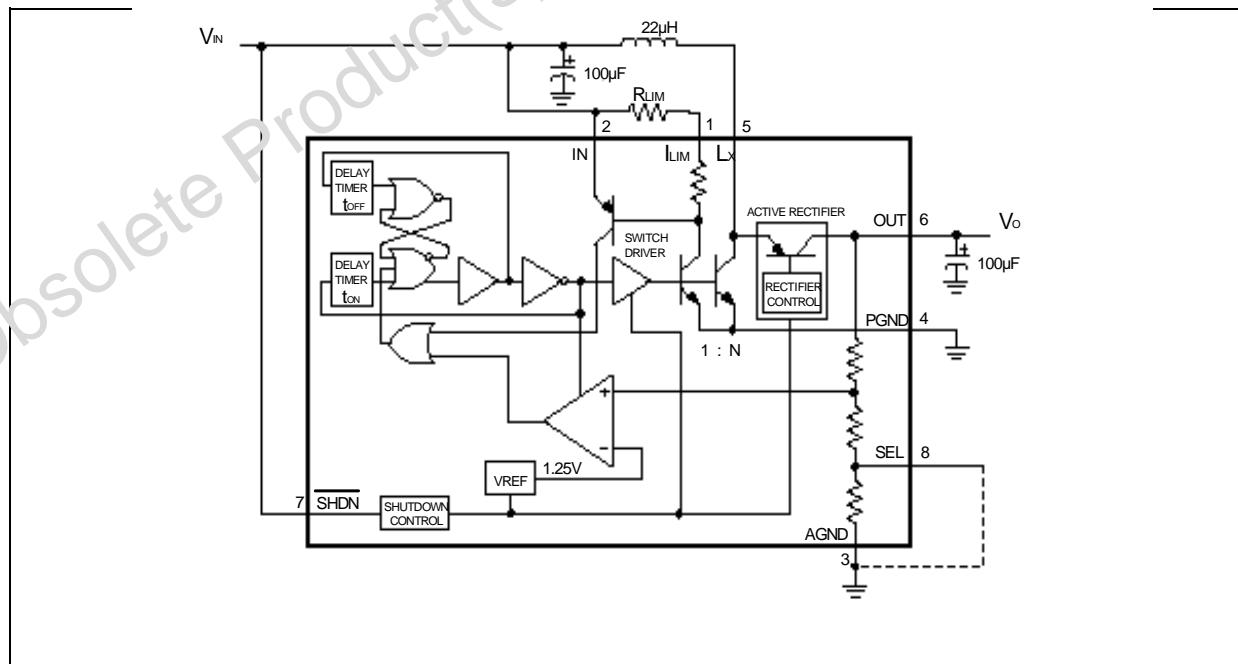 Obsolete Product(s)
VIN
22µH
+
100µF
RLIM
2
1
5
IN
ILIM
LX
DELAY
TIMER
tOFF
ACTIVE RECTIFIER
OUT
6
VO
SWITCH
DRIVER
+
100µF
DELAY
TIMER
tON
RECTIFIER
CONTROL
PGND
4
1 : N
+
−
SEL
8
1.25V
VREF
7
SHDN
SHUTDOWN
CONTROL
AGND
3